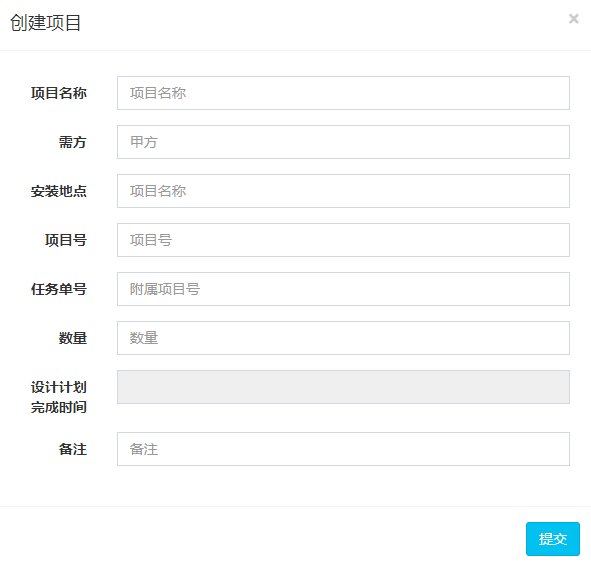 创建项目 ×
项目名称 项目名称
需方 甲方
安装地点 项目名称
项目号 项目号
任务单号 附属项目号
数量 数量
设计计划
完成时间
备注 备注
提交